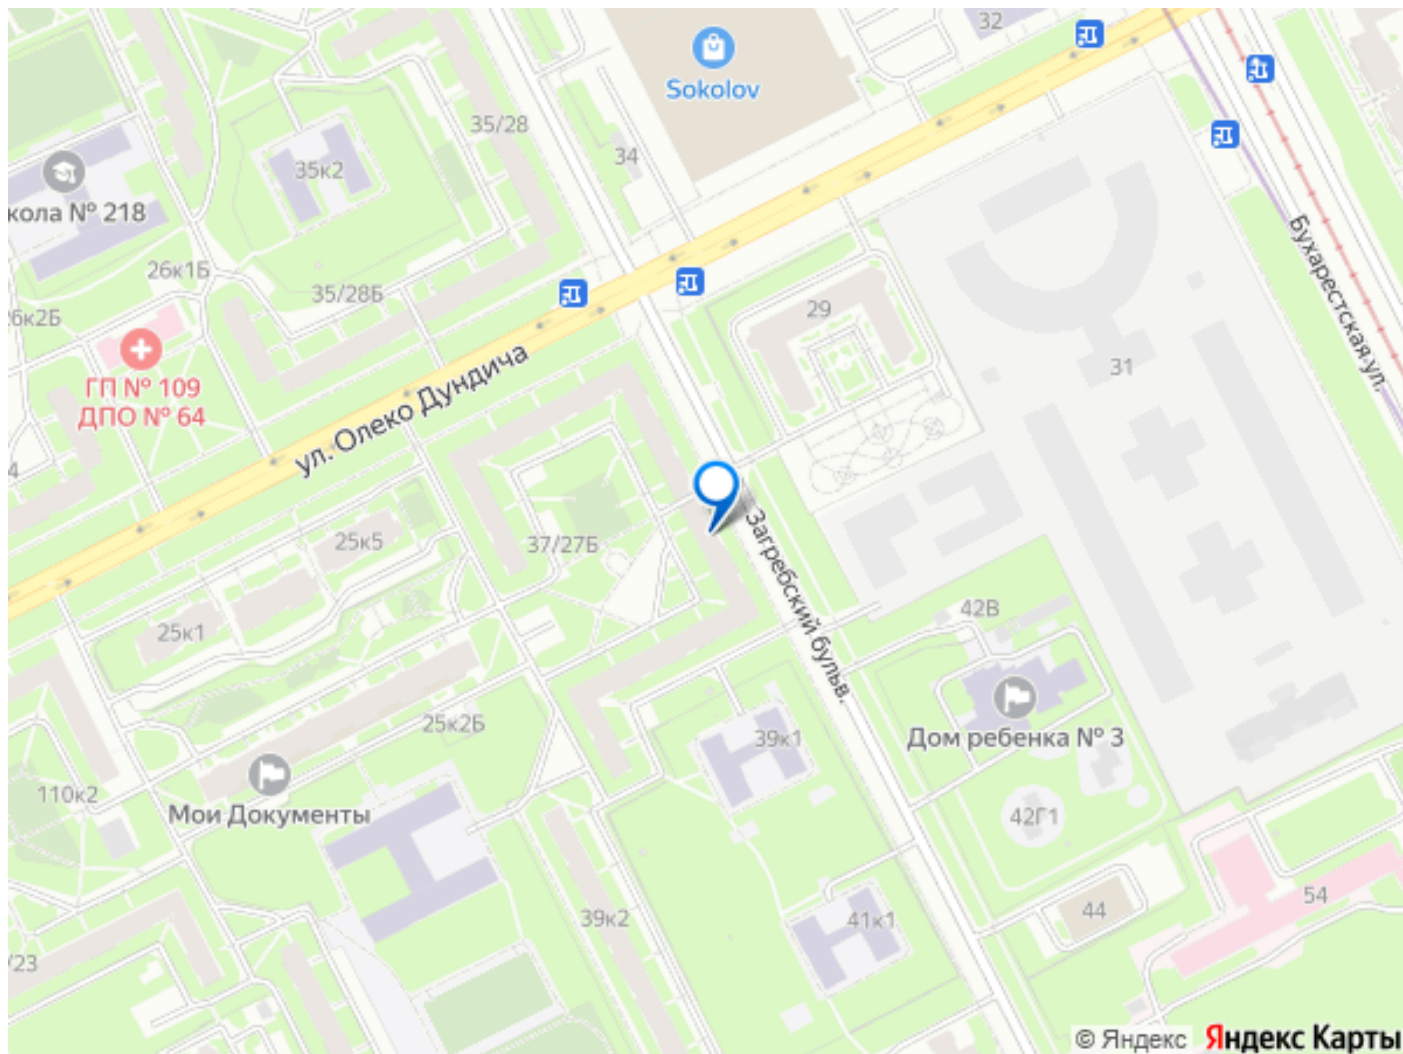 32
Sokolov
35/28
34
35к2
кола № 218
26к1Б
35/28Б
26к2Б
29
Бухарестская ул.
31
ГП № 109
ДПО № 64
ул. Олеко Дундича
4
25к5
37/27Б
Загребский бульв.
42В
25к1
25к2Б
39к1
Дом ребенка № 3
110к2
Мои Документы
42Г1
54
44
39к2
41к1
/23
© Яндекс Яндекс Карты